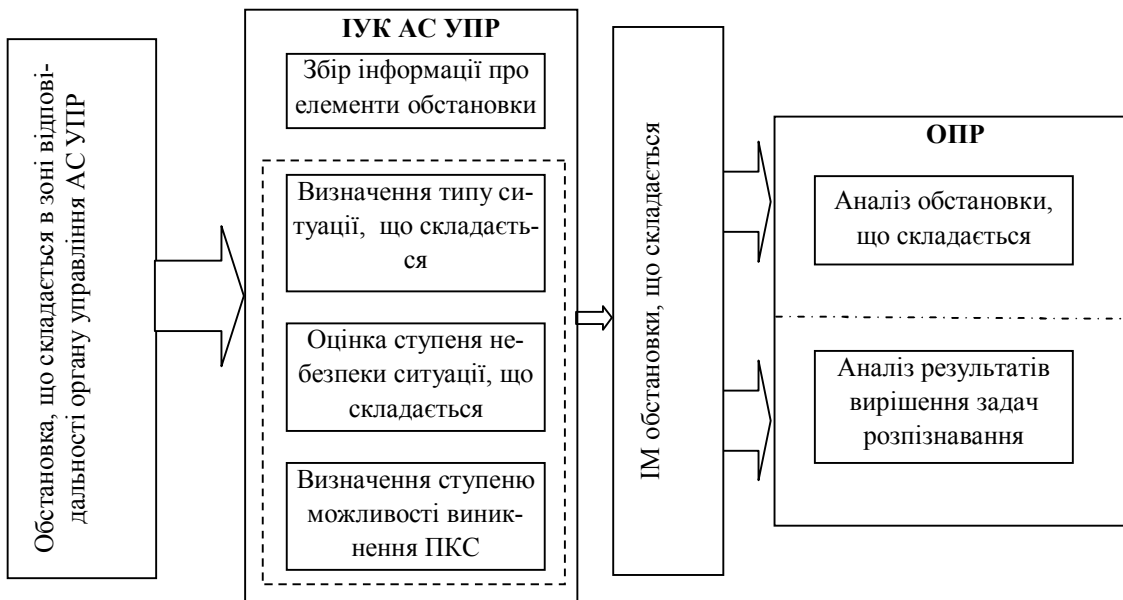 Обстановка, що складається в зоні відпові-
дальності органу управління АС УПР
ІУК АС УПР
Збір інформації про
елементи обстановки
Визначення типу си-
туації, що складаєть-
ся
Оцінка ступеня не-
безпеки ситуації, що
складається
Визначення ступеню
можливості виник-
нення ПКС
ІМ обстановки, що складається
ОПР
Аналіз обстановки,
що складається
Аналіз результатів
вирішення задач
розпізнавання